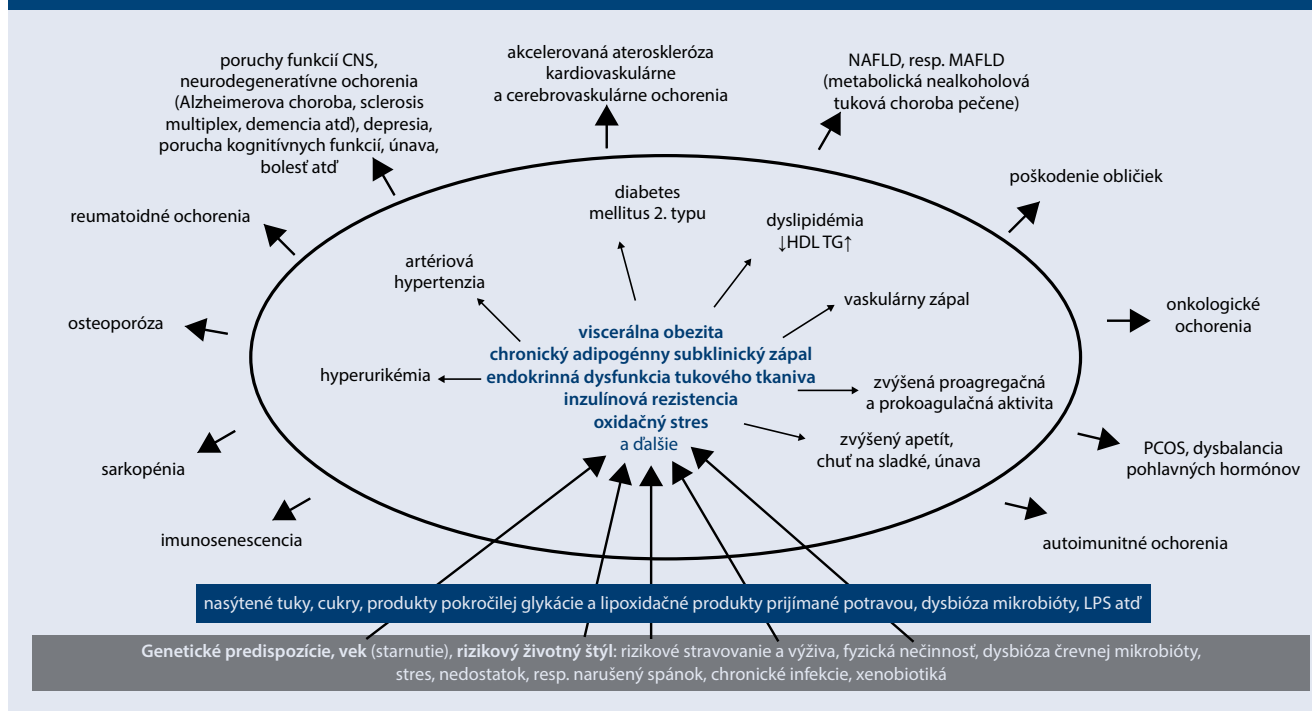 poruchy funkcií CNS,
neurodegeneratívne ochorenia
(Alzheimerova choroba, sclerosis
multiplex, demencia atď), depresia,
porucha kognitívnych funkcií, únava,
bolesť atď
akcelerovaná ateroskleróza
kardiovaskulárne
a cerebrovaskulárne ochorenia
NAFLD, resp. MAFLD
(metabolická nealkoholová
tuková choroba pečene)
poškodenie obličiek
reumatoidné ochorenia
diabetes
mellitus 2. typu
dyslipidémia
↓HDL TG↑
artériová
hypertenzia
vaskulárny zápal
onkologické
ochorenia
osteoporóza
viscerálna obezita
chronický adipogénny subklinický zápal
endokrinná dysfunkcia tukového tkaniva
inzulínová rezistencia
oxidačný stres
a ďalšie
hyperurikémia
zvýšená proagregačná
a prokoagulačná aktivita
zvýšený apetít,
chuť na sladké, únava
PCOS, dysbalancia
pohlavných hormónov
sarkopénia
imunosenescencia
autoimunitné ochorenia
nasýtené tuky, cukry, produkty pokročilej glykácie a lipoxidačné produkty prijímané potravou, dysbióza mikrobióty, LPS atď
Genetické predispozície, vek (starnutie), rizikový životný štýl: rizikové stravovanie a výživa, fyzická nečinnosť, dysbióza črevnej mikrobióty,
stres, nedostatok, resp. narušený spánok, chronické infekcie, xenobiotiká